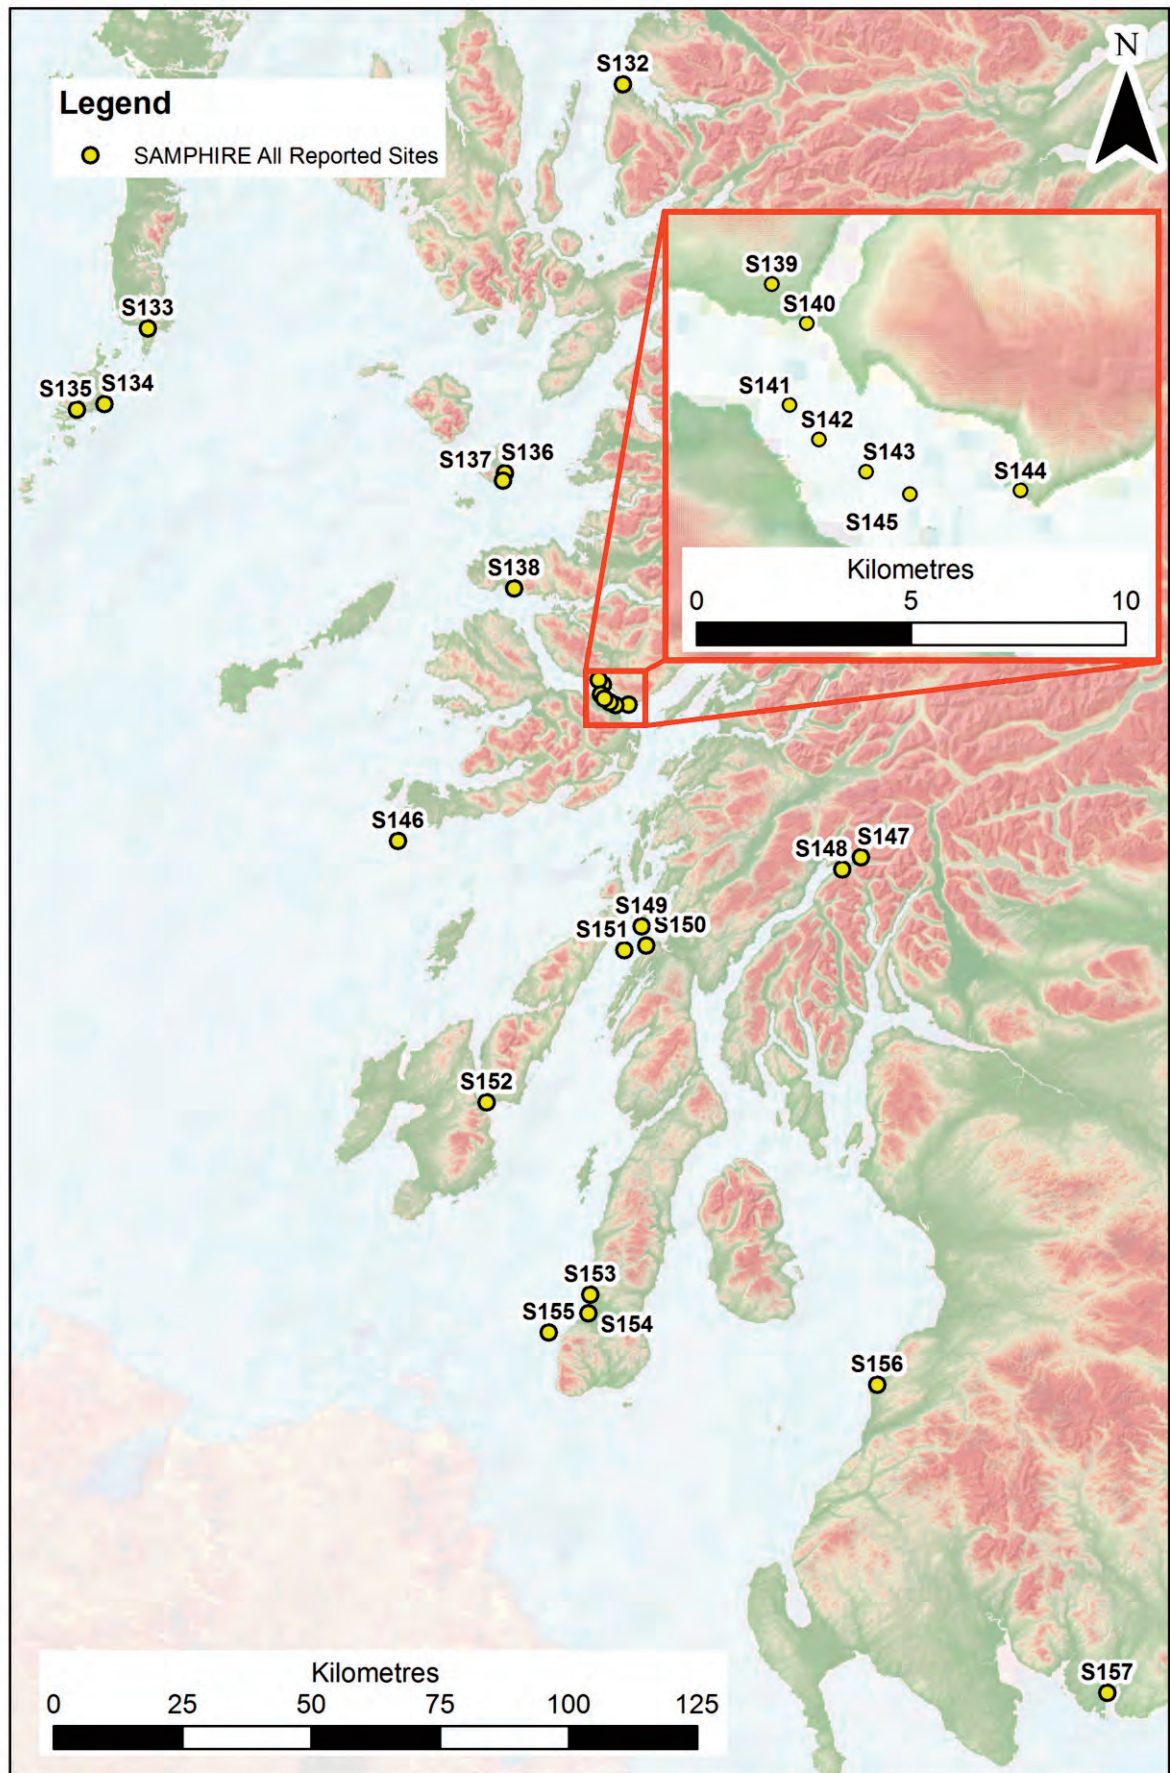 N
S132
Legend
SAMPHIRE All Reported Sites
S139
S140
S133
S141
S135 S134
S142
S137 S136
S143
S144
S145
Kilometres
0 5 10
S138
S146
S148 S147
S149
S151 S150
S152
S153
S155 S154
S156
S157
Kilometres
0 25 50 75 100 125